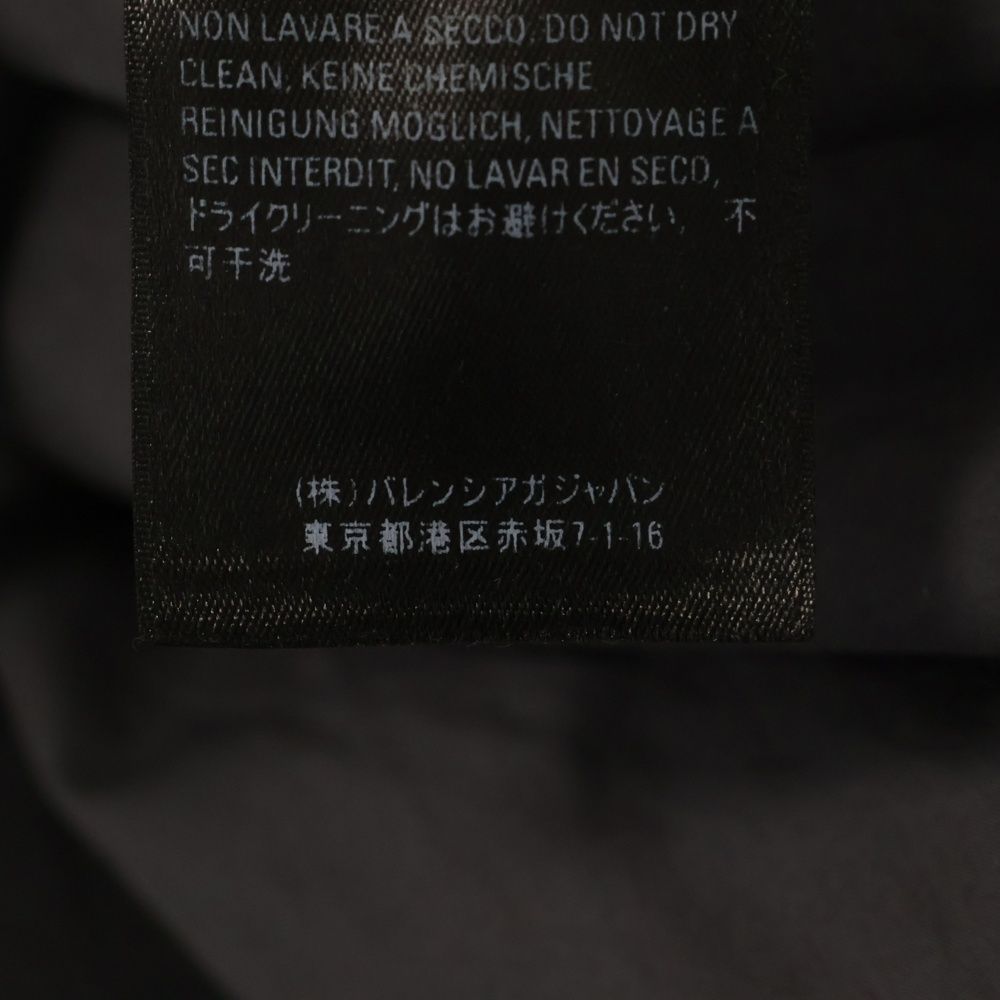 NON LAVARE A SECCO, DO NOT DRY
CLEAN, KEINE CHEMISCHE
REINIGUNG MÖGLICH, NETTOYAGE A
SEC INTERDIT, NO LAVAR EN SECO,
ドライクリーニングはお避けください, 不
可干洗
(株)バレンシアガジャパン
東京都港区赤坂7-1-16